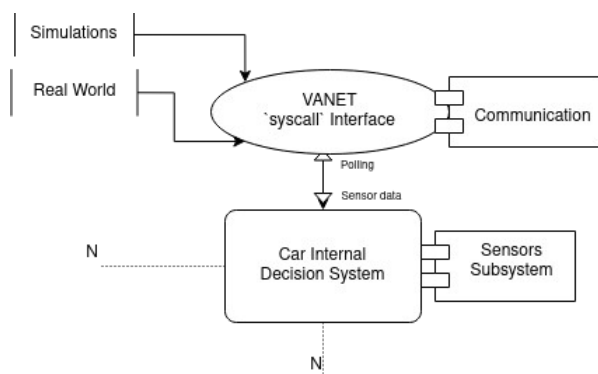 Simulations
Real World
VANET
`syscall` Interface
Communication
Polling
Sensor data
Car Internal
Decision System
Sensors
Subsystem
N
N